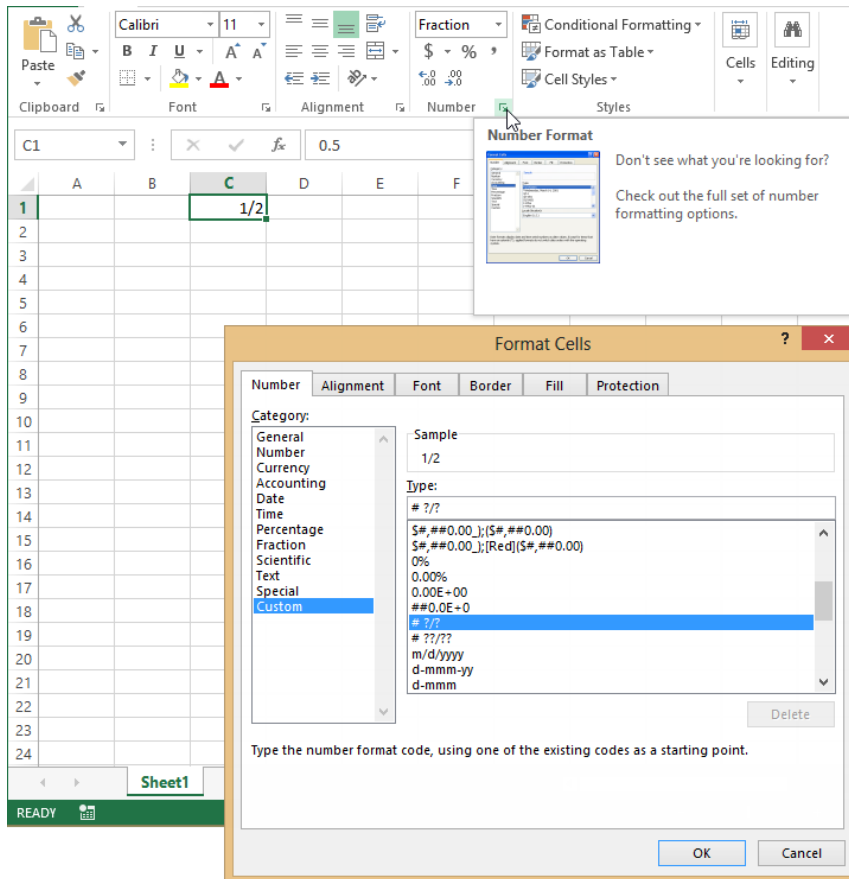 Calibri 11 Fraction Conditional Formatting
B I U A A $ % , Format as Table
Paste Cell Styles Cells Editing
Clipboard Font Alignment Number Styles
C1 fx 0.5
Number Format
Don't see what you're looking for?
Check out the full set of number
formatting options.
A B C D E F
1 1/2
2
3
4
5
6
7
8
9
10
11
12
13
14
15
16
17
18
19
20
21
22
23
24
Sheet1
READY
Format Cells ?
Number Alignment Font Border Fill Protection
Category:
General
Number
Currency
Accounting
Date
Time
Percentage
Fraction
Scientific
Text
Special
Custom
Sample
1/2
Type:
# ?/?
$#,##0.00_);($#,##0.00)
$#,##0.00_);[Red]($#,##0.00)
0%
0.00%
0.00E+00
##0.0E+0
# ?/?
# ??/??
m/d/yyyy
d-mmm-yy
d-mmm
Delete
Type the number format code, using one of the existing codes as a starting point.
OK Cancel